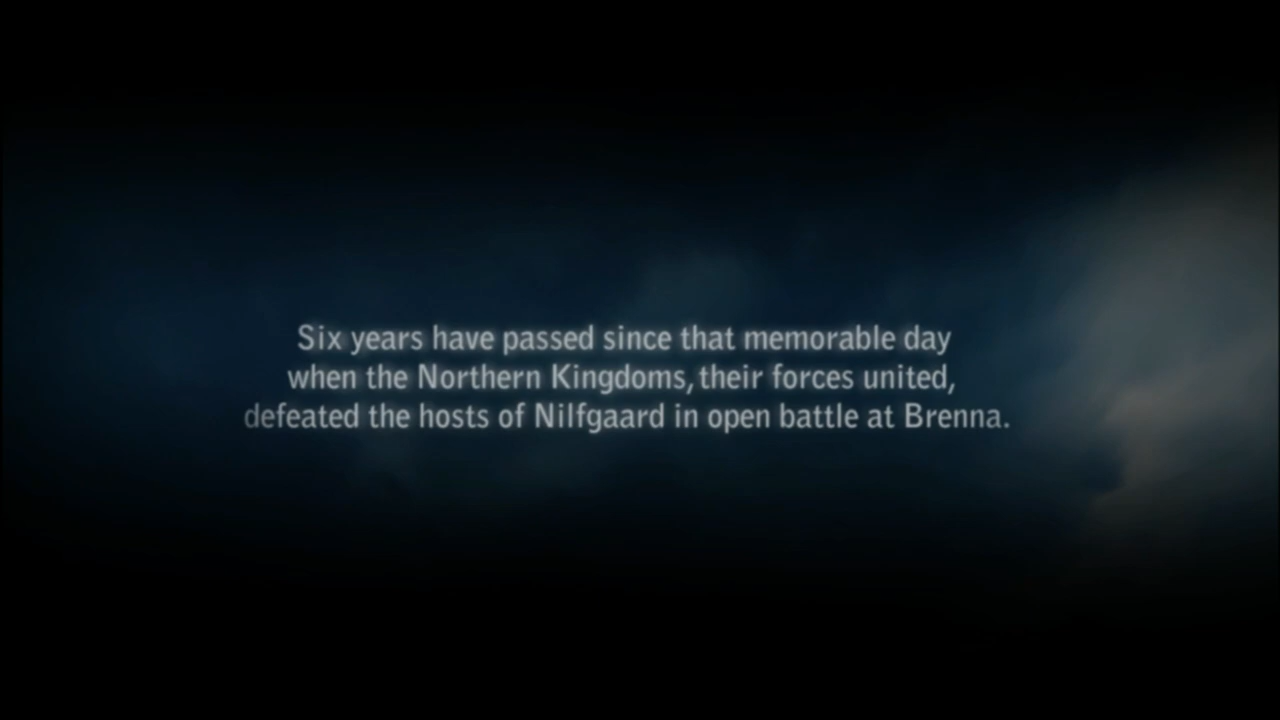 Six years have passed since that memorable day
when the Northern Kingdoms, their forces united,
defeated the hosts of Nilfgaard in open battle at Brenna.